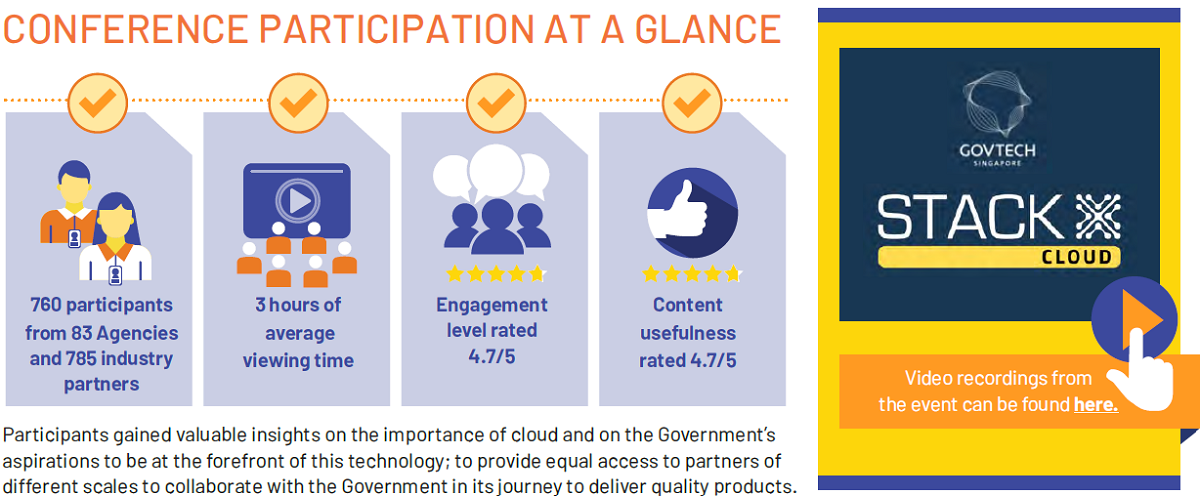 CONFERENCE PARTICIPATION AT A GLANCE
760 participants
from 83 Agencies
and 785 industry
partners
3 hours of
average
viewing time
Engagement
level rated
4.7/5
Content
usefulness
rated 4.7/5
Participants gained valuable insights on the importance of cloud and on the Government's
aspirations to be at the forefront of this technology; to provide equal access to partners of
different scales to collaborate with the Government in its journey to deliver quality products.
GOVTECH
SINGAPORE
STACK X
CLOUD
Video recordings from
the event can be found here.